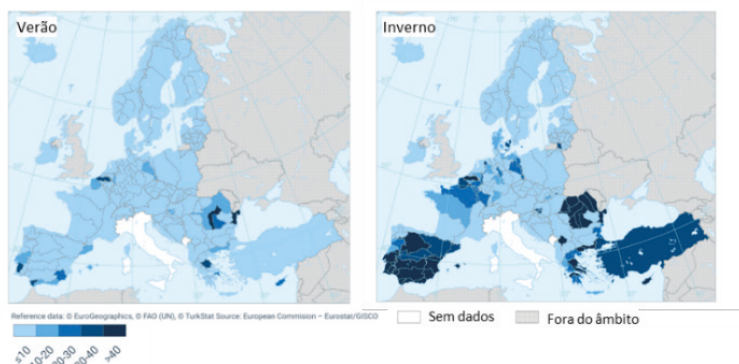 Verão
Inverno
Reference data: © EuroGeographics, © FAO (UN), © TurkStat Source: European Commision – Eurostat/GISCO
Sem dados
Fora do âmbito
≤10
10-20
20-30
30-40
>40